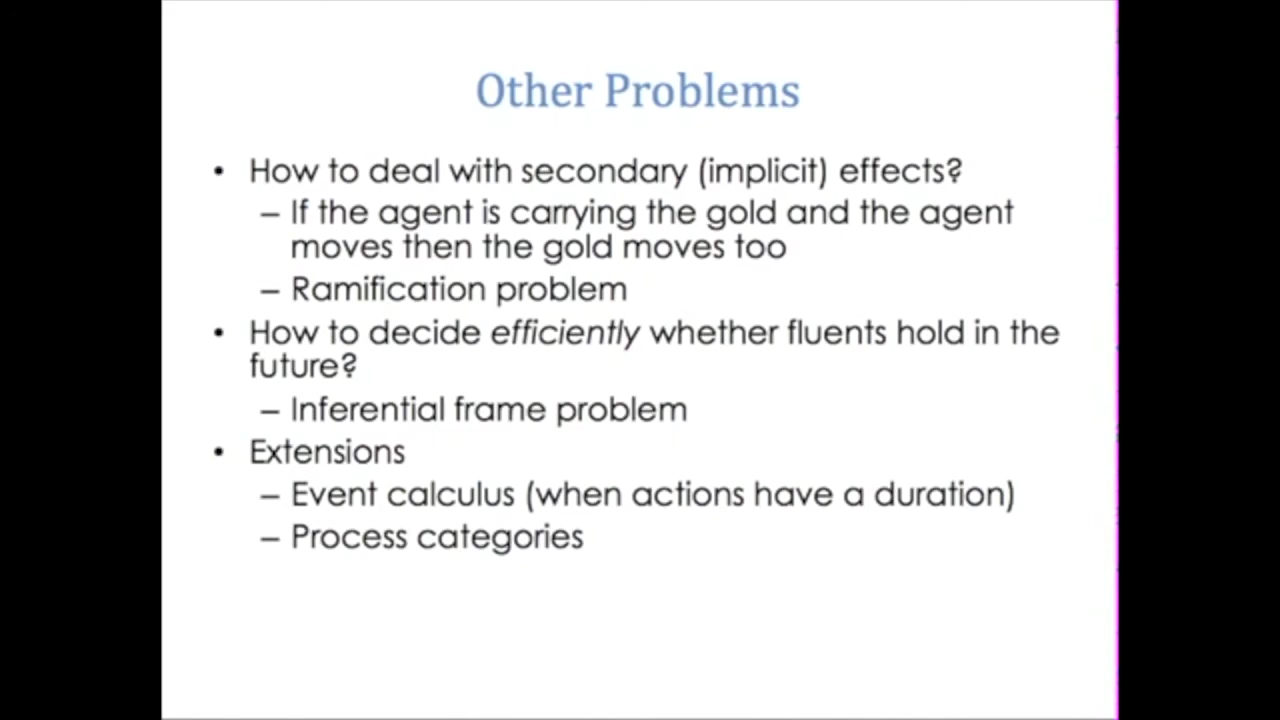 Other Problems
• How to deal with secondary (implicit) effects?
– If the agent is carrying the gold and the agent
moves then the gold moves too
– Ramification problem
• How to decide efficiently whether fluents hold in the
future?
– Inferential frame problem
• Extensions
– Event calculus (when actions have a duration)
– Process categories